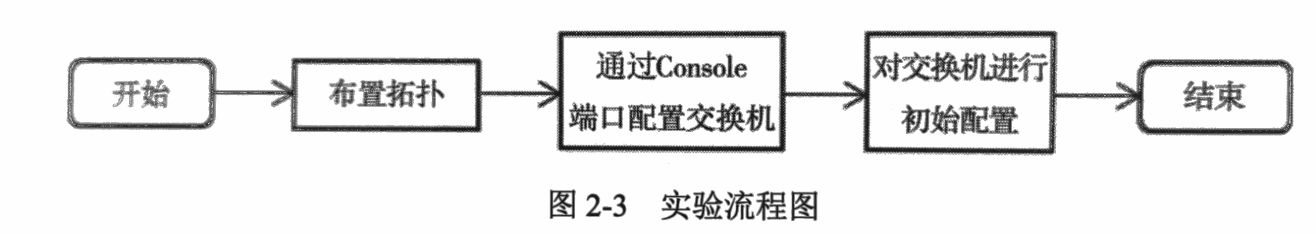 开始
布置拓扑
通过Console
端口配置交换机
对交换机进行
初始配置
结束
图 2-3 实验流程图